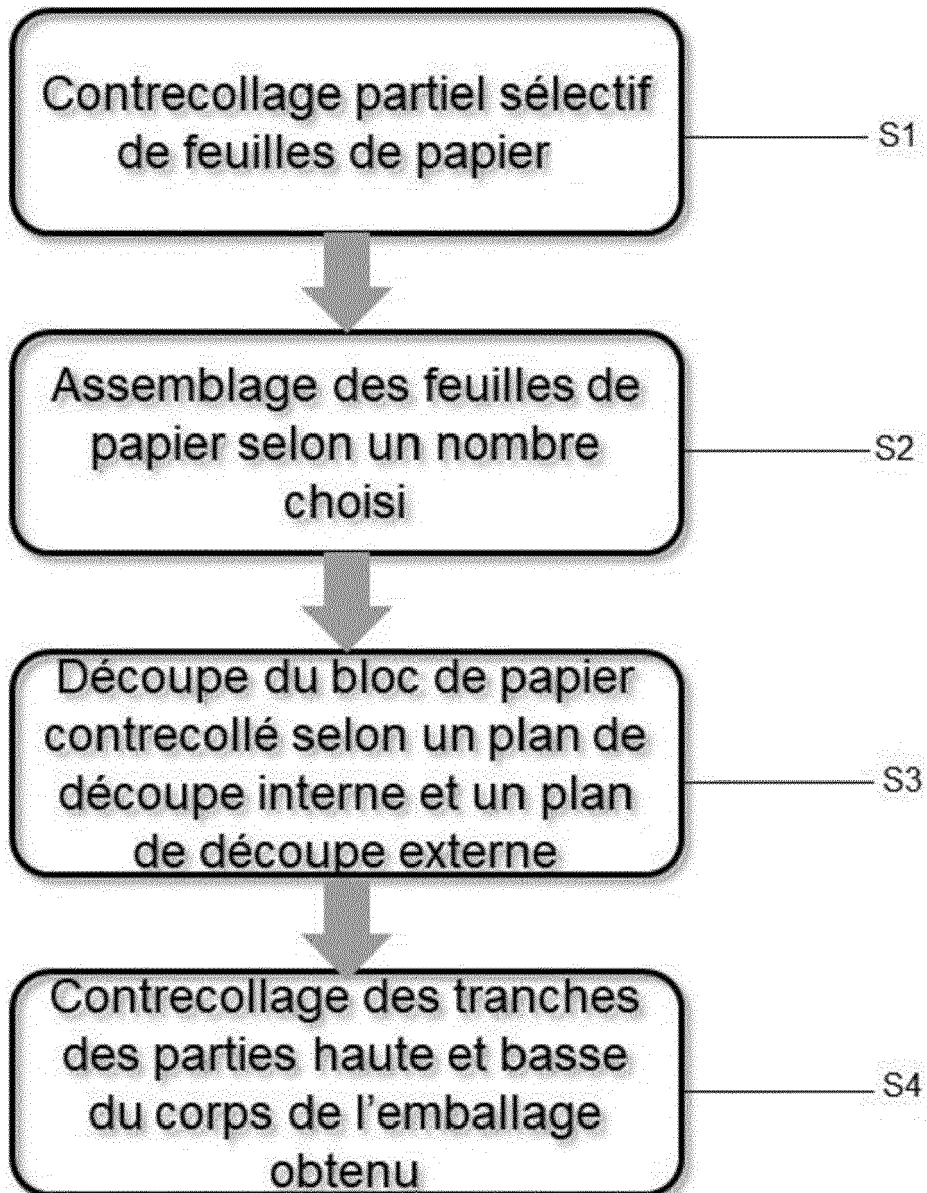 Contrecollage partiel sélectif
de feuilles de papier
S1
Assemblage des feuilles de
papier selon un nombre
choisi
S2
Découpe du bloc de papier
contrecollé selon un plan de
découpe interne et un plan
de découpe externe
S3
Contrecollage des tranches
des parties haute et basse
du corps de l'emballage
obtenu
S4